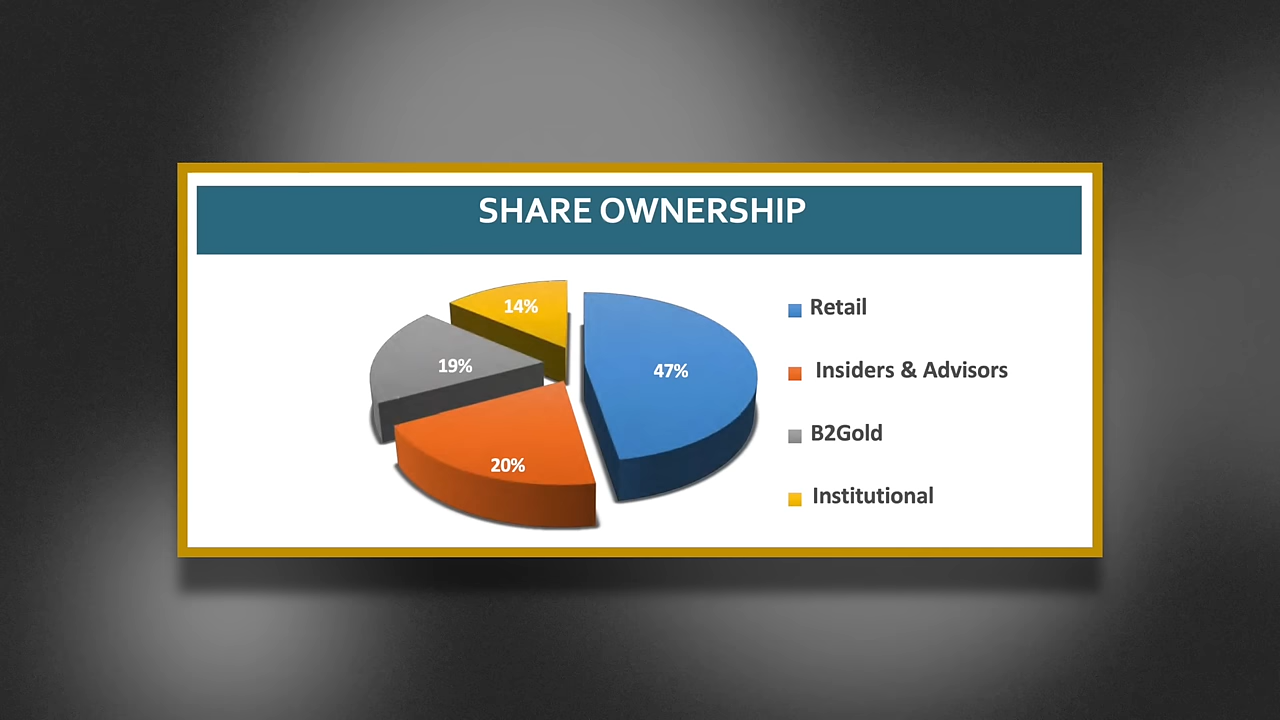 SHARE OWNERSHIP
14%
47%
19%
20%
Retail
Insiders & Advisors
B2Gold
Institutional